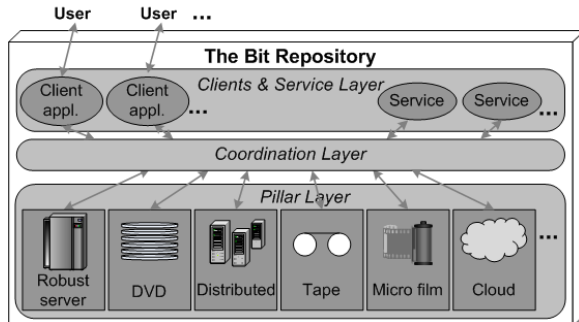 User User ...
The Bit Repository
Clients & Service Layer
Client appl. Client appl. ... Service Service ...
Coordination Layer
Pillar Layer
...
Robust server DVD Distributed Tape Micro film Cloud